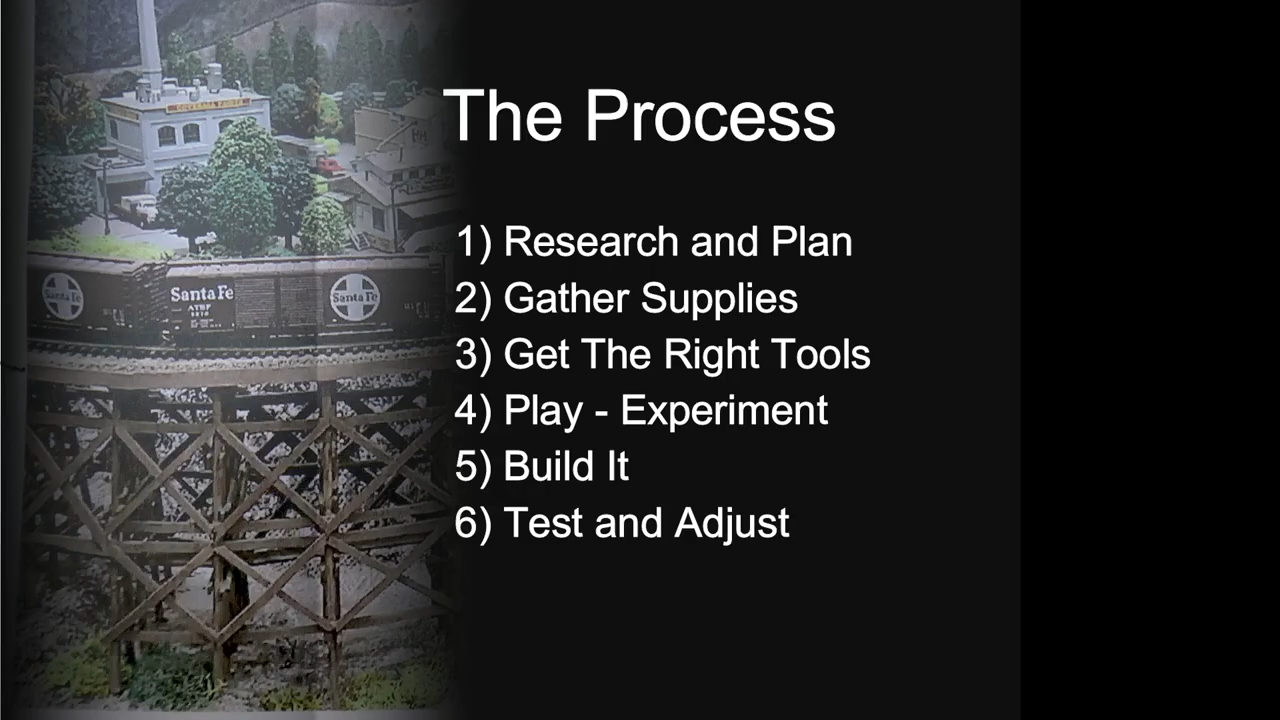 The Process
1) Research and Plan
2) Gather Supplies
3) Get The Right Tools
4) Play - Experiment
5) Build It
6) Test and Adjust
Santa Fe
Santa Fe
Santa Fe